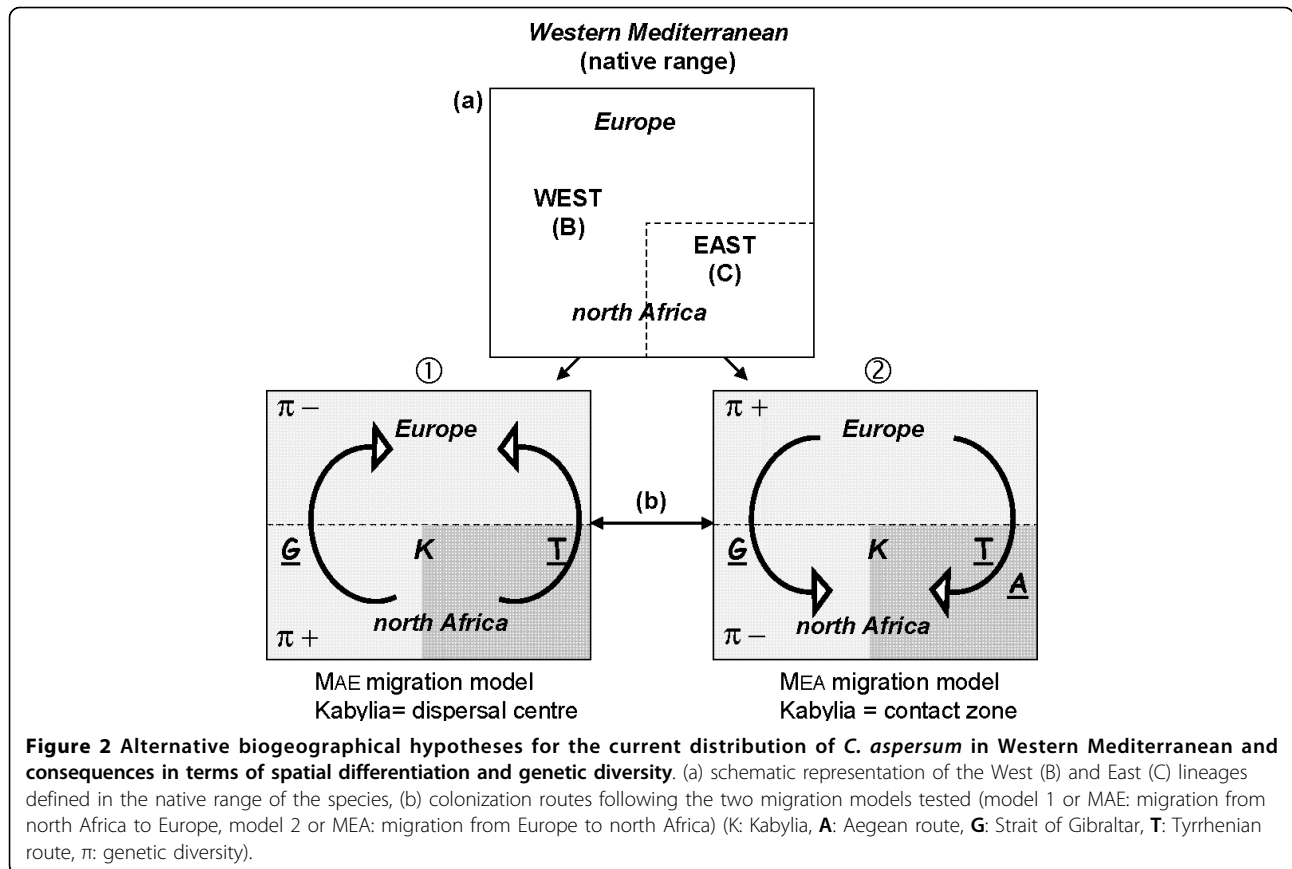 Western Mediterranean
(native range)
(a)
Europe
WEST
(B)
EAST
(C)
north Africa
①
②
π −
Europe
G
K
T
north Africa
π +
(b)
π +
Europe
G
K
T
A
north Africa
π −
MAE migration model
Kabylia= dispersal centre
MEA migration model
Kabylia = contact zone
Figure 2 Alternative biogeographical hypotheses for the current distribution of C. aspersum in Western Mediterranean and
consequences in terms of spatial differentiation and genetic diversity. (a) schematic representation of the West (B) and East (C) lineages
defined in the native range of the species, (b) colonization routes following the two migration models tested (model 1 or MAE: migration from
north Africa to Europe, model 2 or MEA: migration from Europe to north Africa) (K: Kabylia, A: Aegean route, G: Strait of Gibraltar, T: Tyrrhenian
route, π: genetic diversity).